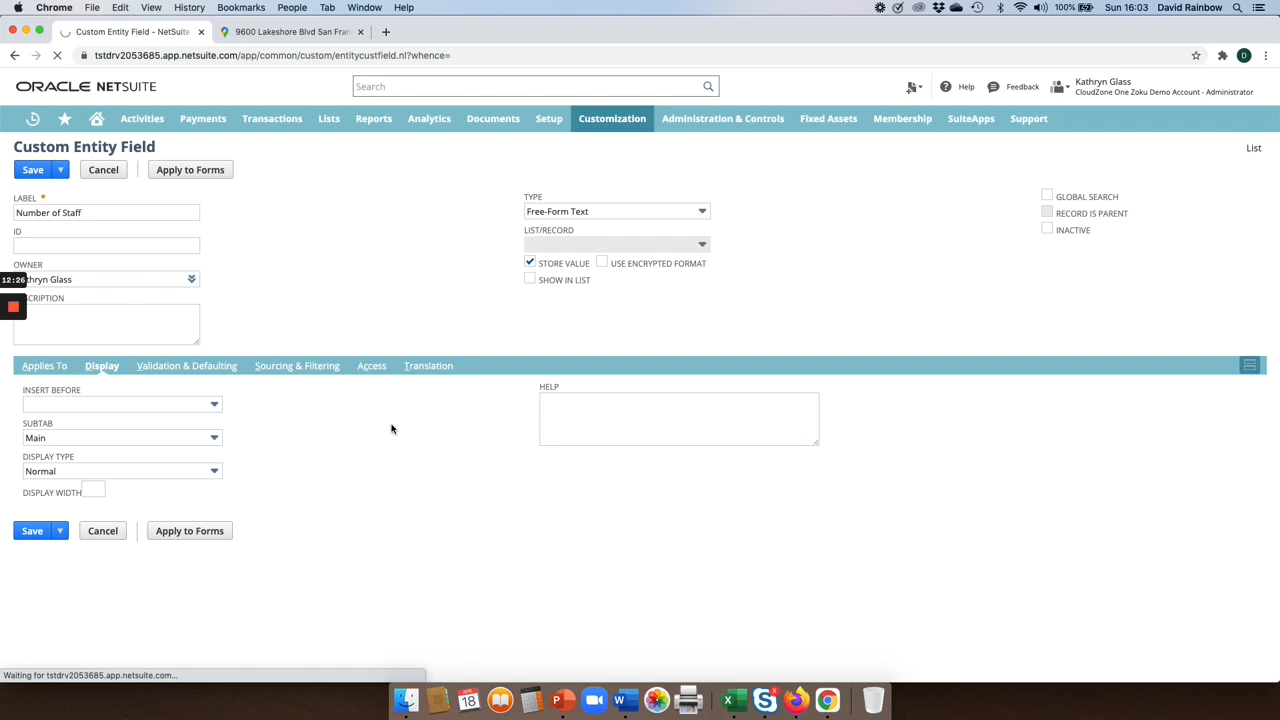 Chrome File Edit View History Bookmarks People Tab Window Help 100% Sun 16:03 David Rainbow
Custom Entity Field - NetSuite 9600 Lakeshore Blvd San Fran
tstdrv2053685.app.netsuite.com/app/common/custom/entitycustfield.nl?whence= D
ORACLE NETSUITE Search Help Feedback Kathryn Glass
CloudZone One Zoku Demo Account - Administrator
Activities Payments Transactions Lists Reports Analytics Documents Setup Customization Administration & Controls Fixed Assets Membership SuiteApps Support
Custom Entity Field List
Save Cancel Apply to Forms
LABEL * TYPE GLOBAL SEARCH
Number of Staff Free-Form Text RECORD IS PARENT
ID LIST/RECORD INACTIVE
OWNER STORE VALUE USE ENCRYPTED FORMAT
12:26 thryn Glass SHOW IN LIST
SCRIPTION
Applies To Display Validation & Defaulting Sourcing & Filtering Access Translation
INSERT BEFORE HELP
SUBTAB
Main
DISPLAY TYPE
Normal
DISPLAY WIDTH
Save Cancel Apply to Forms
Waiting for tstdrv2053685.app.netsuite.com...
APR
18